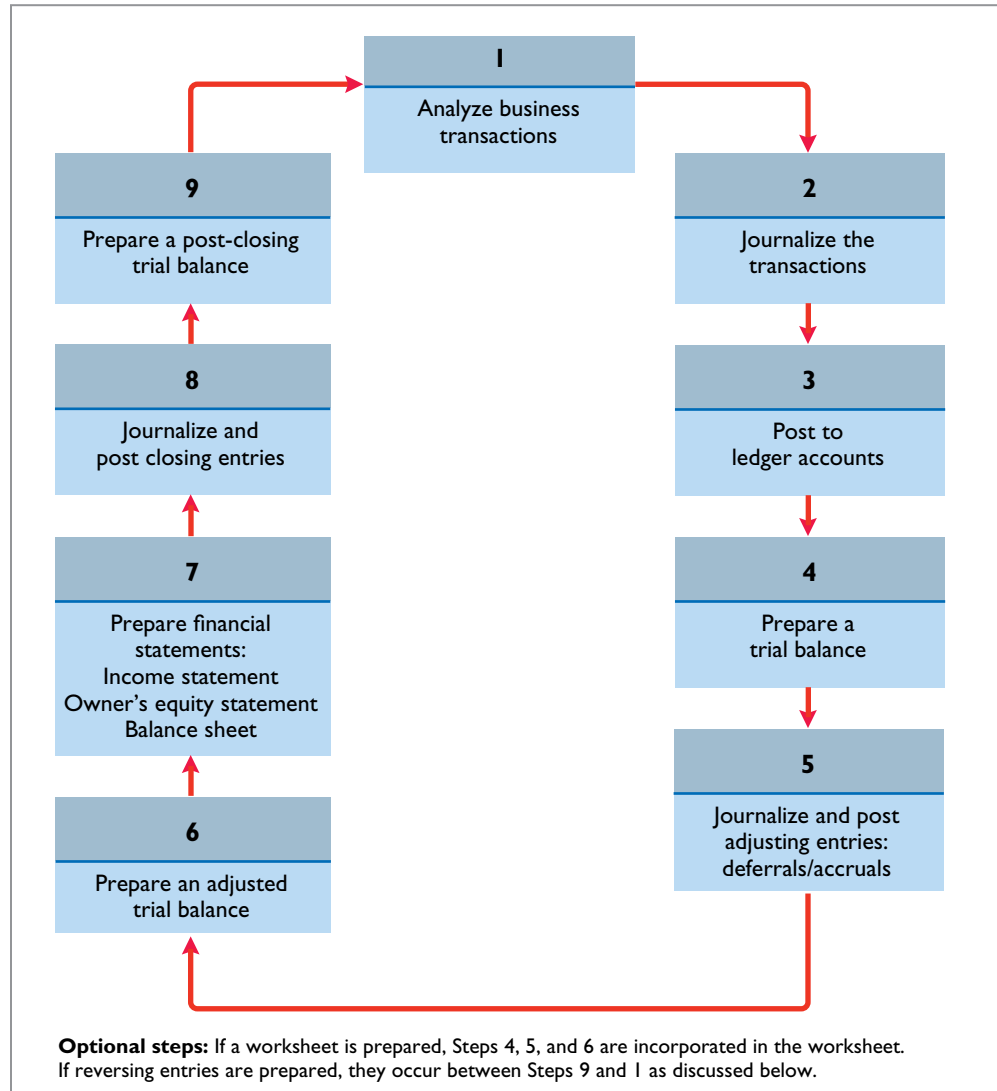 1
Analyze business
transactions
2
Journalize the
transactions
3
Post to
ledger accounts
4
Prepare a
trial balance
5
Journalize and post
adjusting entries:
deferrals/accruals
6
Prepare an adjusted
trial balance
7
Prepare financial
statements:
Income statement
Owner’s equity statement
Balance sheet
8
Journalize and
post closing entries
9
Prepare a post-closing
trial balance
Optional steps: If a worksheet is prepared, Steps 4, 5, and 6 are incorporated in the worksheet.
If reversing entries are prepared, they occur between Steps 9 and 1 as discussed below.